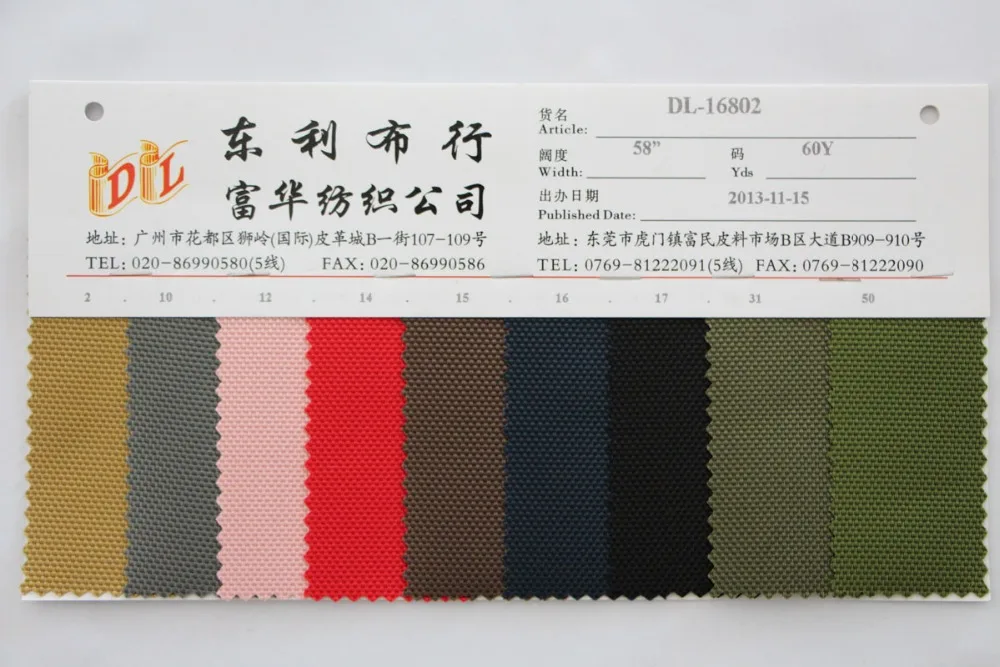 DL
东利布行
富华纺织公司
地址：广州市花都区狮岭(国际)皮革城B一街107-109号
TEL：020-86990580(5线) FAX：020-86990586
货名
Article: DL-16802
阔度 码
Width: 58” Yds 60Y
出办日期
Published Date: 2013-11-15
地址：东莞市虎门镇富民皮料市场B区大道B909-910号
TEL：0769-81222091(5线) FAX：0769-81222090
2 . 10 . 12 . 14 . 15 . 16 . 17 . 31 50